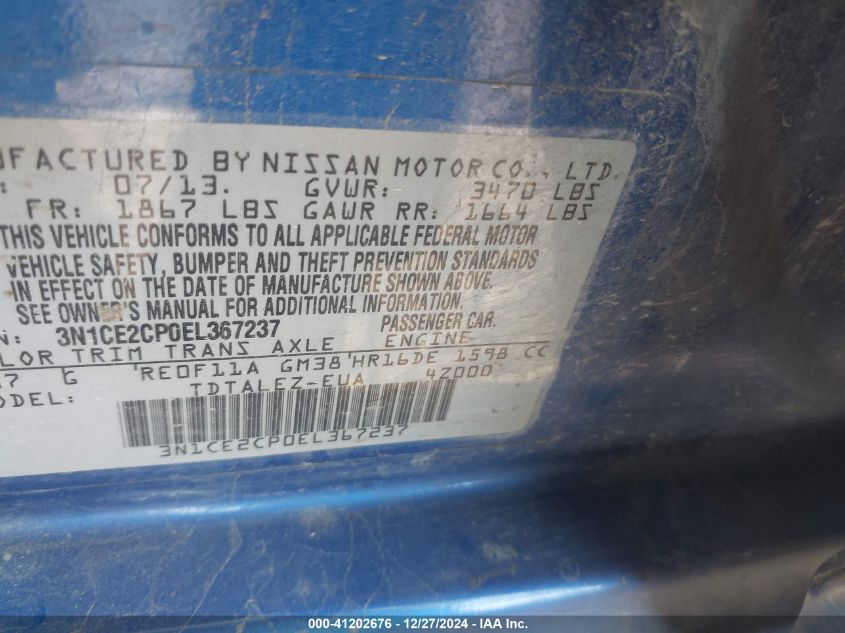 UFACTURED BY NISSAN MOTOR CO., LTD.
: 07/13. GVWR: 3470 LBS
FR: 1867 LBS GAWR RR: 1664 LBS
THIS VEHICLE CONFORMS TO ALL APPLICABLE FEDERAL MOTOR
VEHICLE SAFETY, BUMPER AND THEFT PREVENTION STANDARDS
IN EFFECT ON THE DATE OF MANUFACTURE SHOWN ABOVE.
SEE OWNER'S MANUAL FOR ADDITIONAL INFORMATION.
N: 3N1CE2CP0EL367237 PASSENGER CAR.
LOR TRIM TRANS AXLE ENGINE
7 G RE0F11A GM38 HR16DE 1598 CC
ODEL: TDTALEZ-EUA 4Z000
3N1CE2CP0EL367237
000-41202676 - 12/27/2024 - IAA Inc.